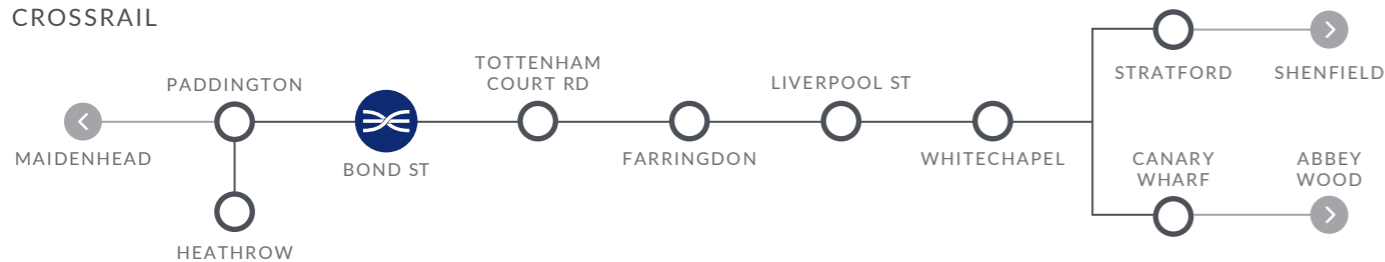 CROSSRAIL
MAIDENHEAD
PADDINGTON
HEATHROW
BOND ST
TOTTENHAM
COURT RD
FARRINGDON
LIVERPOOL ST
WHITECHAPEL
STRATFORD
SHENFIELD
CANARY
WHARF
ABBEY
WOOD